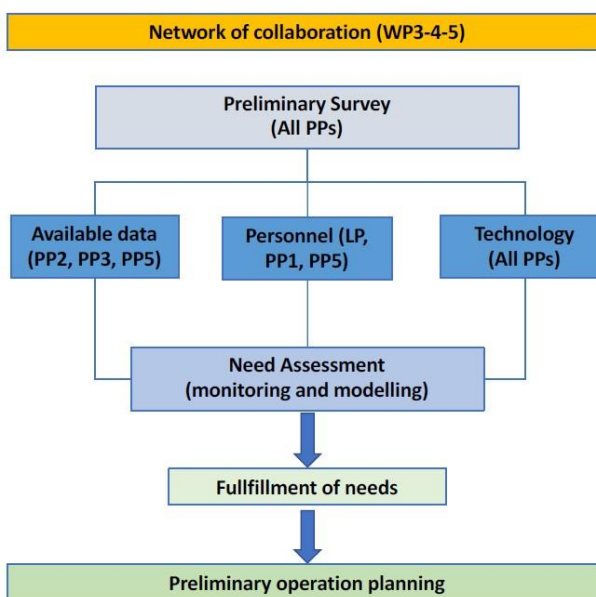 Network of collaboration (WP3-4-5)
Preliminary Survey
(All PPs)
Available data
(PP2, PP3, PP5)
Personnel (LP,
PP1, PP5)
Technology
(All PPs)
Need Assessment
(monitoring and modelling)
Fullfillment of needs
Preliminary operation planning